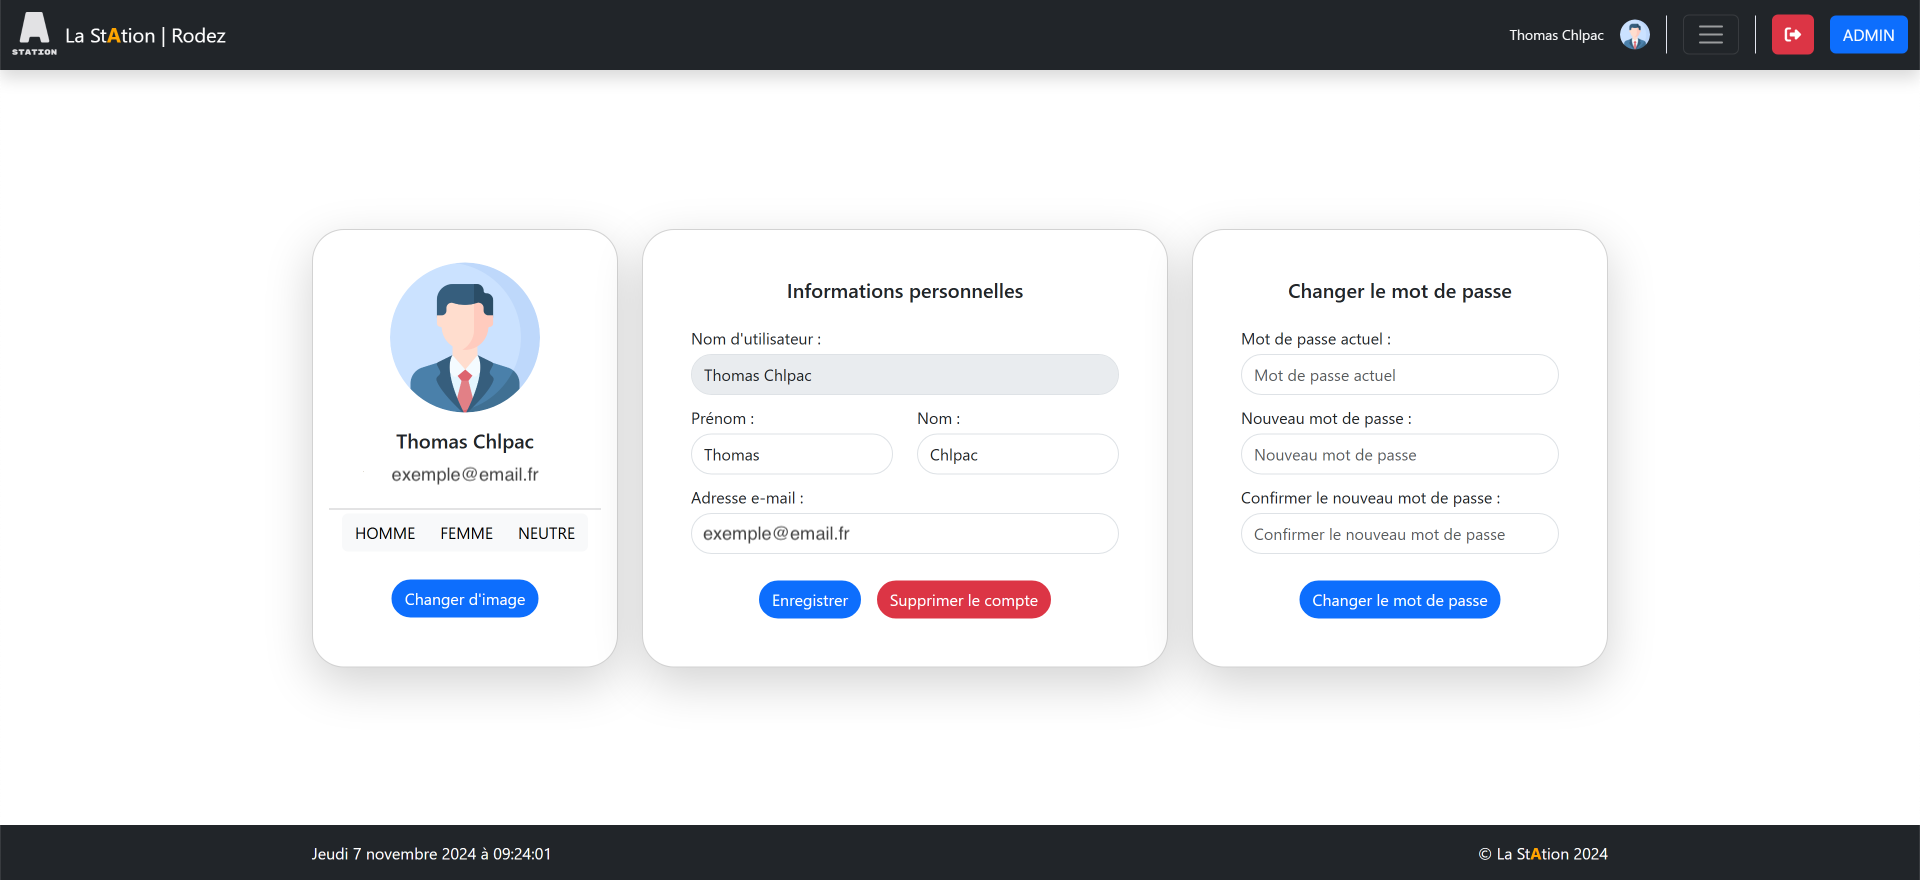 STATION
La StAtion | Rodez
Thomas Chlpac
ADMIN
Thomas Chlpac
exemple@email.fr
HOMME FEMME NEUTRE
Changer d'image
Informations personnelles
Nom d'utilisateur :
Thomas Chlpac
Prénom : Nom :
Thomas Chlpac
Adresse e-mail :
exemple@email.fr
Enregistrer Supprimer le compte
Changer le mot de passe
Mot de passe actuel :
Mot de passe actuel
Nouveau mot de passe :
Nouveau mot de passe
Confirmer le nouveau mot de passe :
Confirmer le nouveau mot de passe
Changer le mot de passe
Jeudi 7 novembre 2024 à 09:24:01
© La StAtion 2024